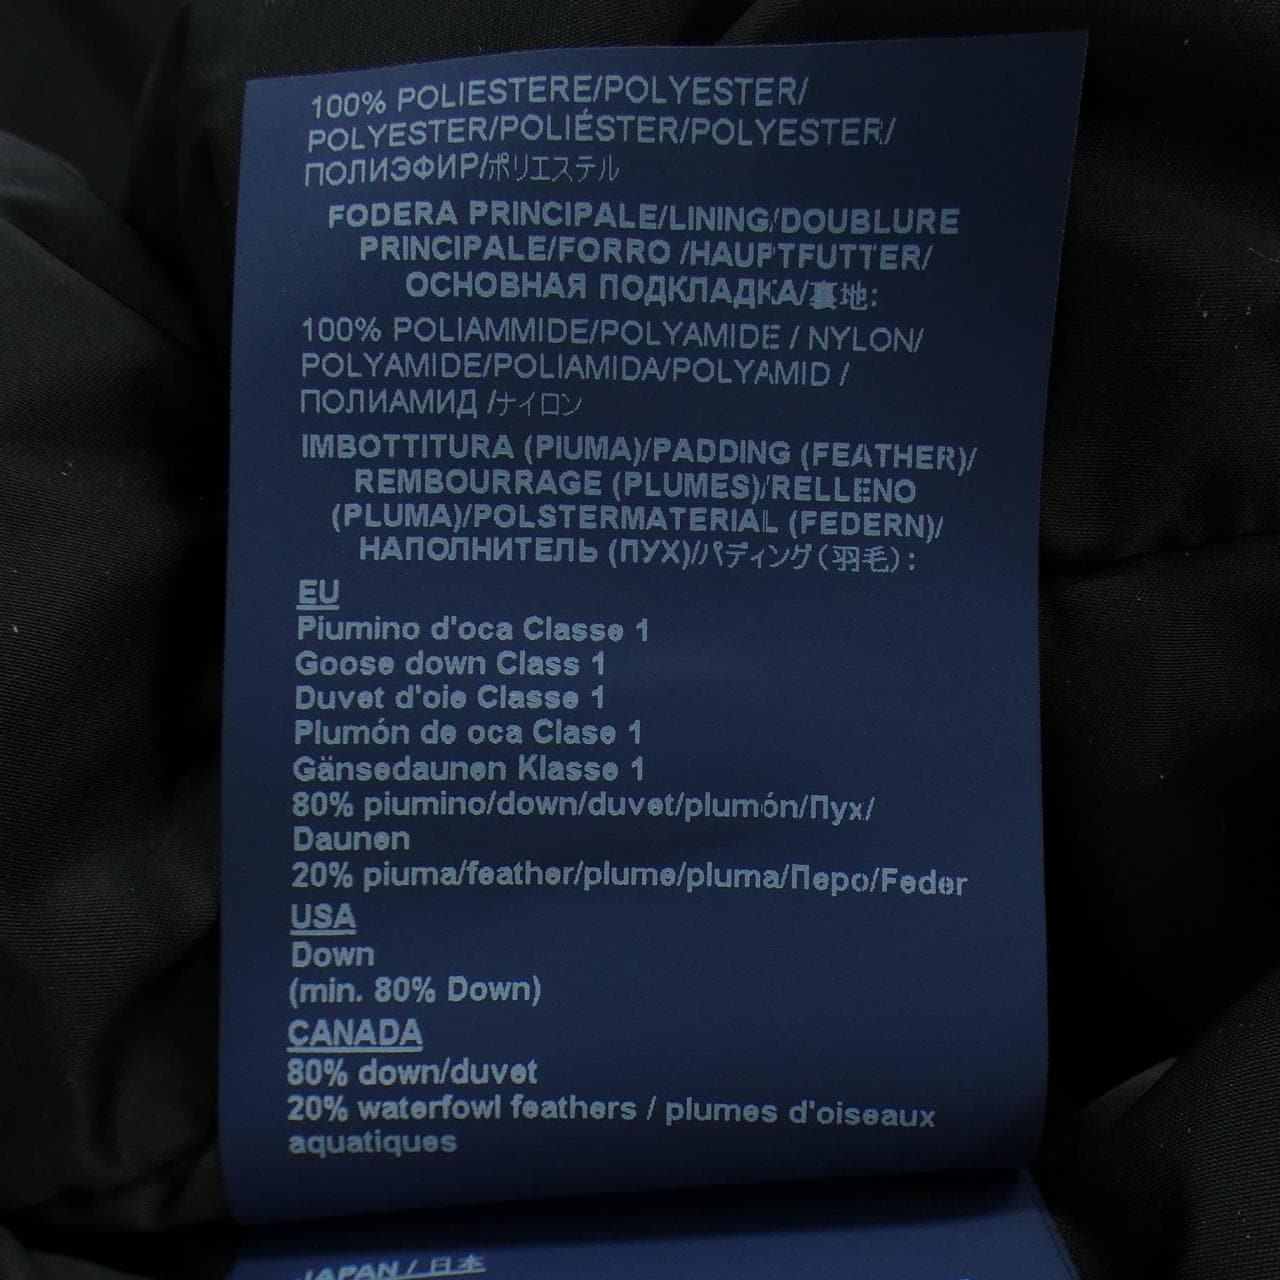 100% POLIESTERE/POLYESTER/
POLYESTER/POLIÉSTER/POLYESTER/
ПОЛИЭФИР/ポリエステル
FODERA PRINCIPALE/LINING/DOUBLURE
PRINCIPALE/FORRO /HAUPTFUTTER/
ОСНОВНАЯ ПОДКЛАДКА/裏地:
100% POLIAMMIDE/POLYAMIDE / NYLON/
POLYAMIDE/POLIAMIDA/POLYAMID /
ПОЛИАМИД /ナイロン
IMBOTTITURA (PIUMA)/PADDING (FEATHER)/
REMBOURRAGE (PLUMES)/RELLENO
(PLUMA)/POLSTERMATERIAL (FEDERN)/
НАПОЛНИТЕЛЬ (ПУХ)/パディング(羽毛):
EU
Piumino d'oca Classe 1
Goose down Class 1
Duvet d'oie Classe 1
Plumón de oca Clase 1
Gänsedaunen Klasse 1
80% piumino/down/duvet/plumón/Пух/
Daunen
20% piuma/feather/plume/pluma/Перо/Feder
USA
Down
(min. 80% Down)
CANADA
80% down/duvet
20% waterfowl feathers / plumes d'oiseaux
aquatiques
JAPAN / 日本